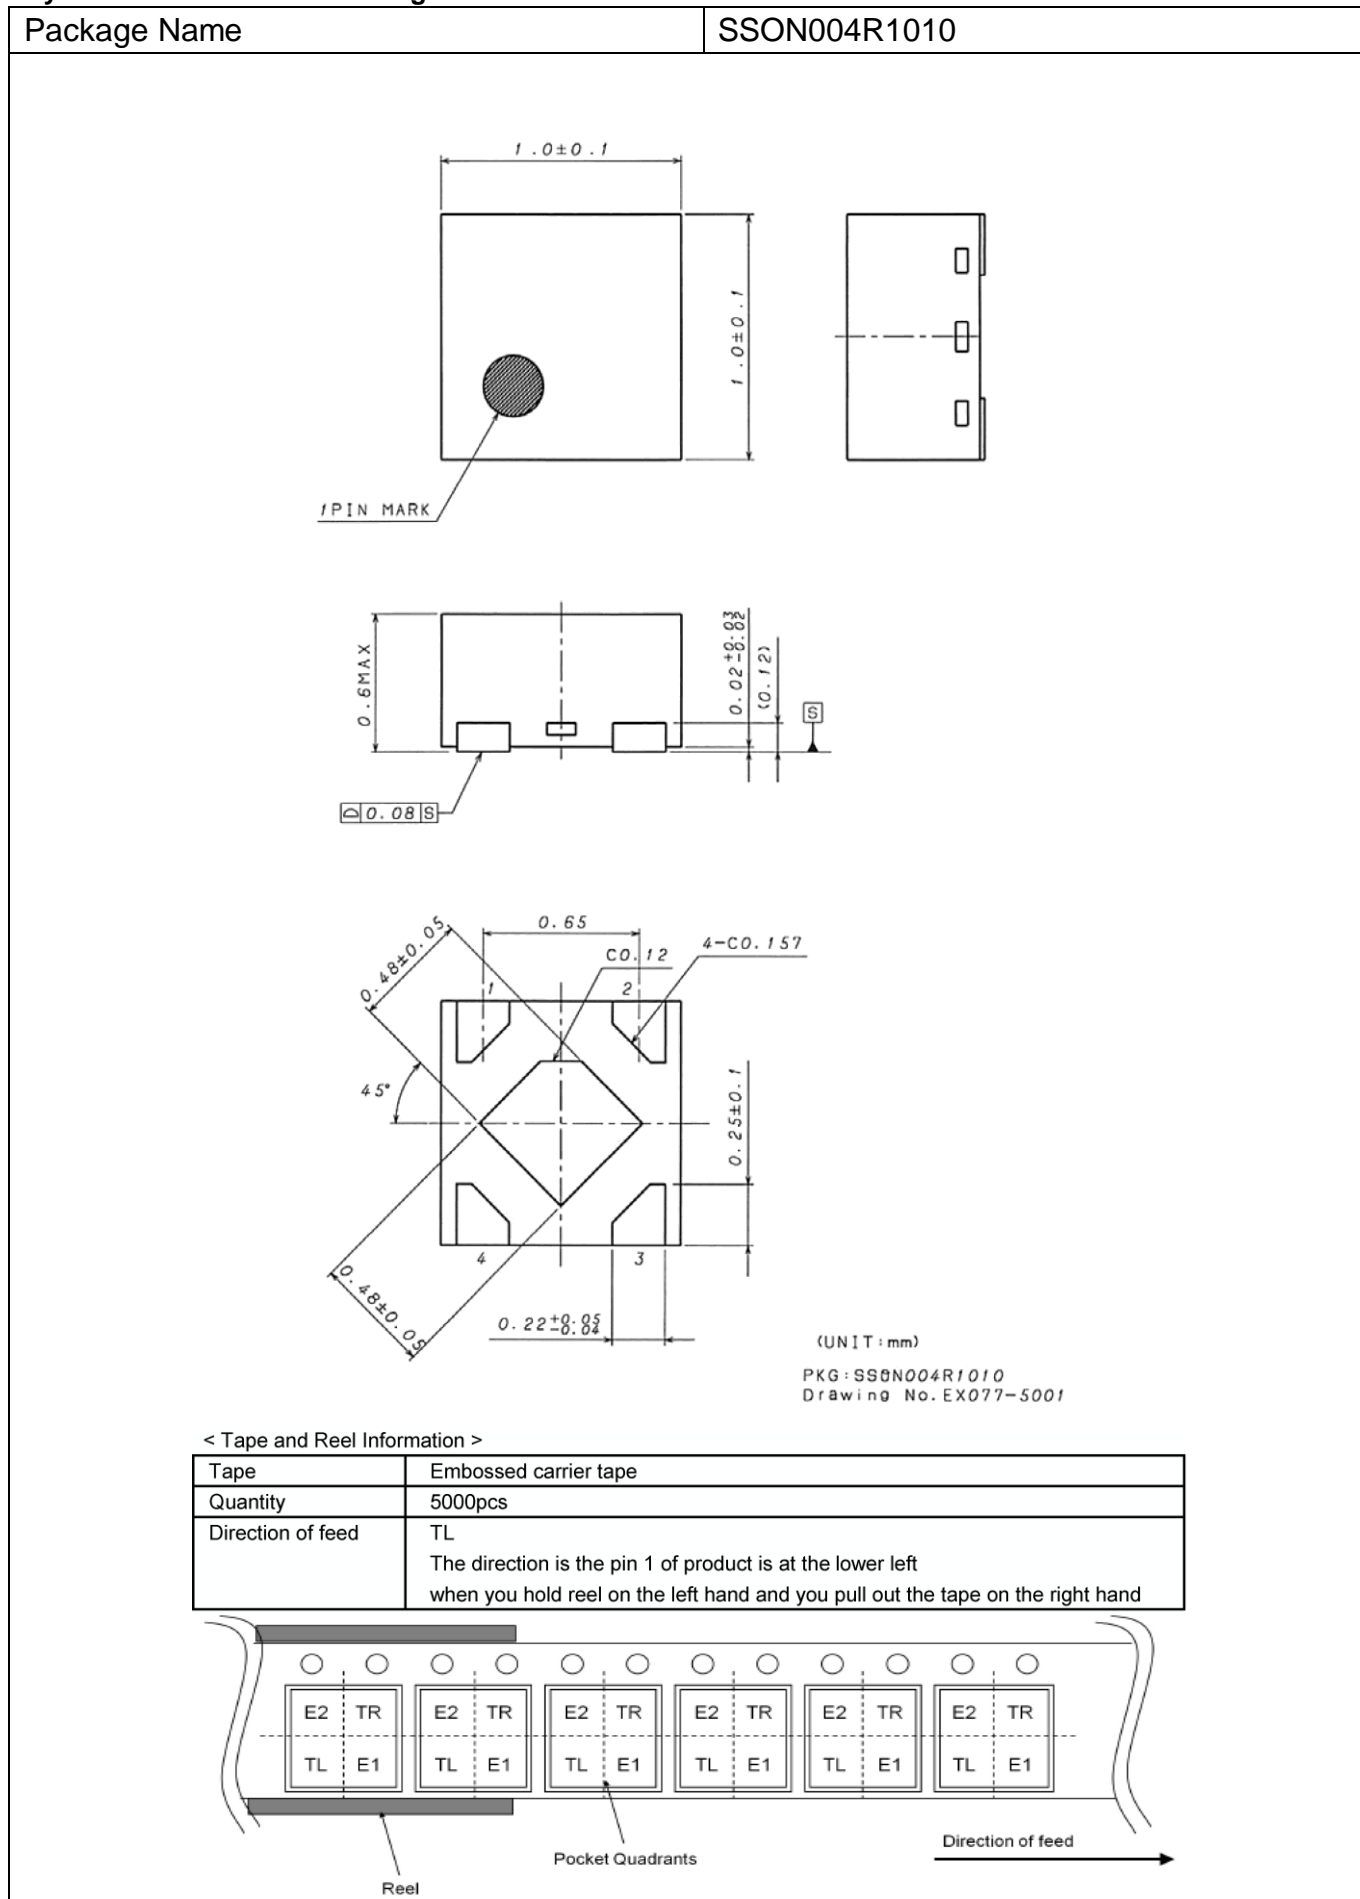 Package Name
SSON004R1010
1.0±0.1
1.0±0.1
1PIN MARK
0.6MAX
0.02+0.03-0.02
(0.12)
S
0.08 S
0.48±0.05
0.65
C0.12
4-C0.157
1
2
45°
0.25±0.1
4
3
0.48±0.05
0.22+0.05-0.04
(UNIT:mm)
PKG:SSON004R1010
Drawing No.EX077-5001
< Tape and Reel Information >
Tape
Embossed carrier tape
Quantity
5000pcs
Direction of feed
TL
The direction is the pin 1 of product is at the lower left
when you hold reel on the left hand and you pull out the tape on the right hand
E2 TR E2 TR E2 TR E2 TR E2 TR E2 TR
TL E1 TL E1 TL E1 TL E1 TL E1 TL E1
Direction of feed
Pocket Quadrants
Reel